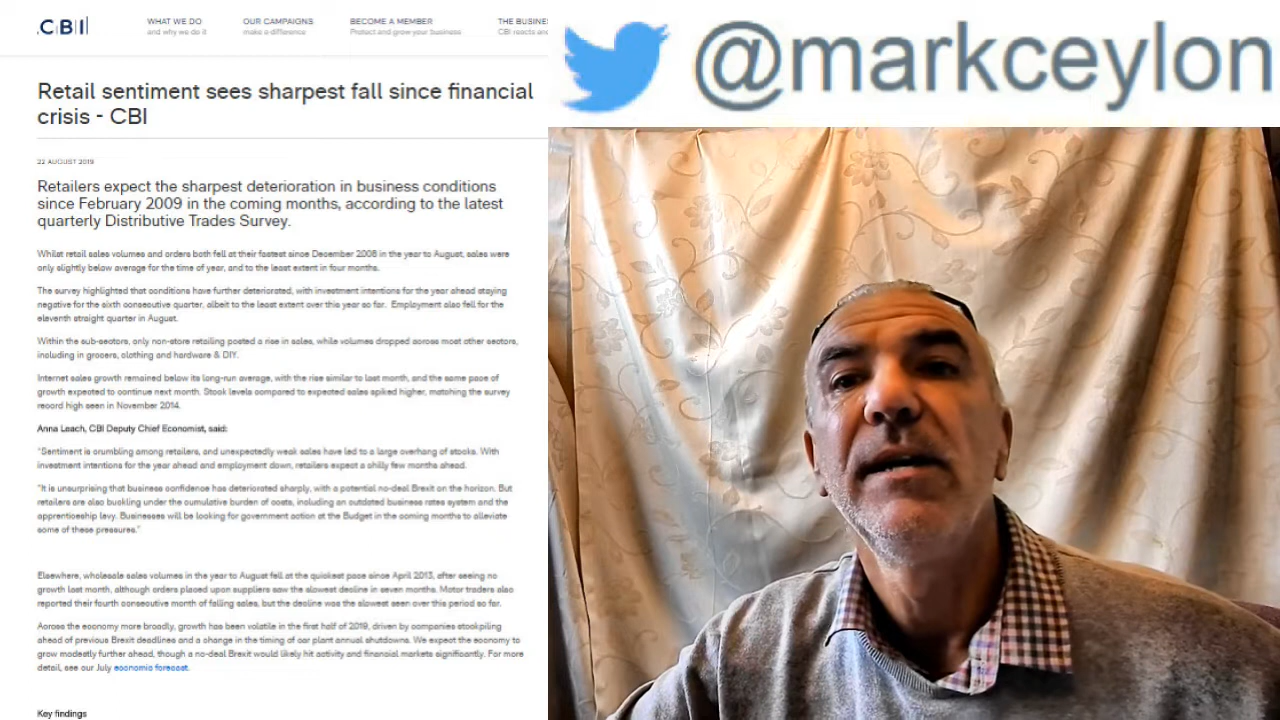 CBI
WHAT WE DO
and why we do it
OUR CAMPAIGNS
make a difference
BECOME A MEMBER
Protect and grow your business
THE BUSINE
CBI reacts an
@markceylon
Retail sentiment sees sharpest fall since financial
crisis - CBI
22 AUGUST 2019
Retailers expect the sharpest deterioration in business conditions
since February 2009 in the coming months, according to the latest
quarterly Distributive Trades Survey.
Whilst retail sales volumes and orders both fell at their fastest since December 2008 in the year to August, sales were
only slightly below average for the time of year, and to the least extent in four months.
The survey highlighted that conditions have further deteriorated, with investment intentions for the year ahead staying
negative for the sixth consecutive quarter, albeit to the least extent over this year so far. Employment also fell for the
eleventh straight quarter in August.
Within the sub-sectors, only non-store retailing posted a rise in sales, while volumes dropped across most other sectors,
including in grocers, clothing and hardware & DIY.
Internet sales growth remained below its long-run average, with the rise similar to last month, and the same pace of
growth expected to continue next month. Stock levels compared to expected sales spiked higher, matching the survey
record high seen in November 2014.
Anna Leach, CBI Deputy Chief Economist, said:
"Sentiment is crumbling among retailers, and unexpectedly weak sales have led to a large overhang of stocks. With
investment intentions for the year ahead and employment down, retailers expect a chilly few months ahead.
"It is unsurprising that business confidence has deteriorated sharply, with a potential no-deal Brexit on the horizon. But
retailers are also buckling under the cumulative burden of costs, including an outdated business rates system and the
apprenticeship levy. Businesses will be looking for government action at the Budget in the coming months to alleviate
some of these pressures."
Elsewhere, wholesale sales volumes in the year to August fell at the quickest pace since April 2013, after seeing no
growth last month, although orders placed upon suppliers saw the slowest decline in seven months. Motor traders also
reported their fourth consecutive month of falling sales, but the decline was the slowest seen over this period so far.
Across the economy more broadly, growth has been volatile in the first half of 2019, driven by companies stockpiling
ahead of previous Brexit deadlines and a change in the timing of car plant annual shutdowns. We expect the economy to
grow modestly further ahead, though a no-deal Brexit would likely hit activity and financial markets significantly. For more
detail, see our July economic forecast.
Key findings